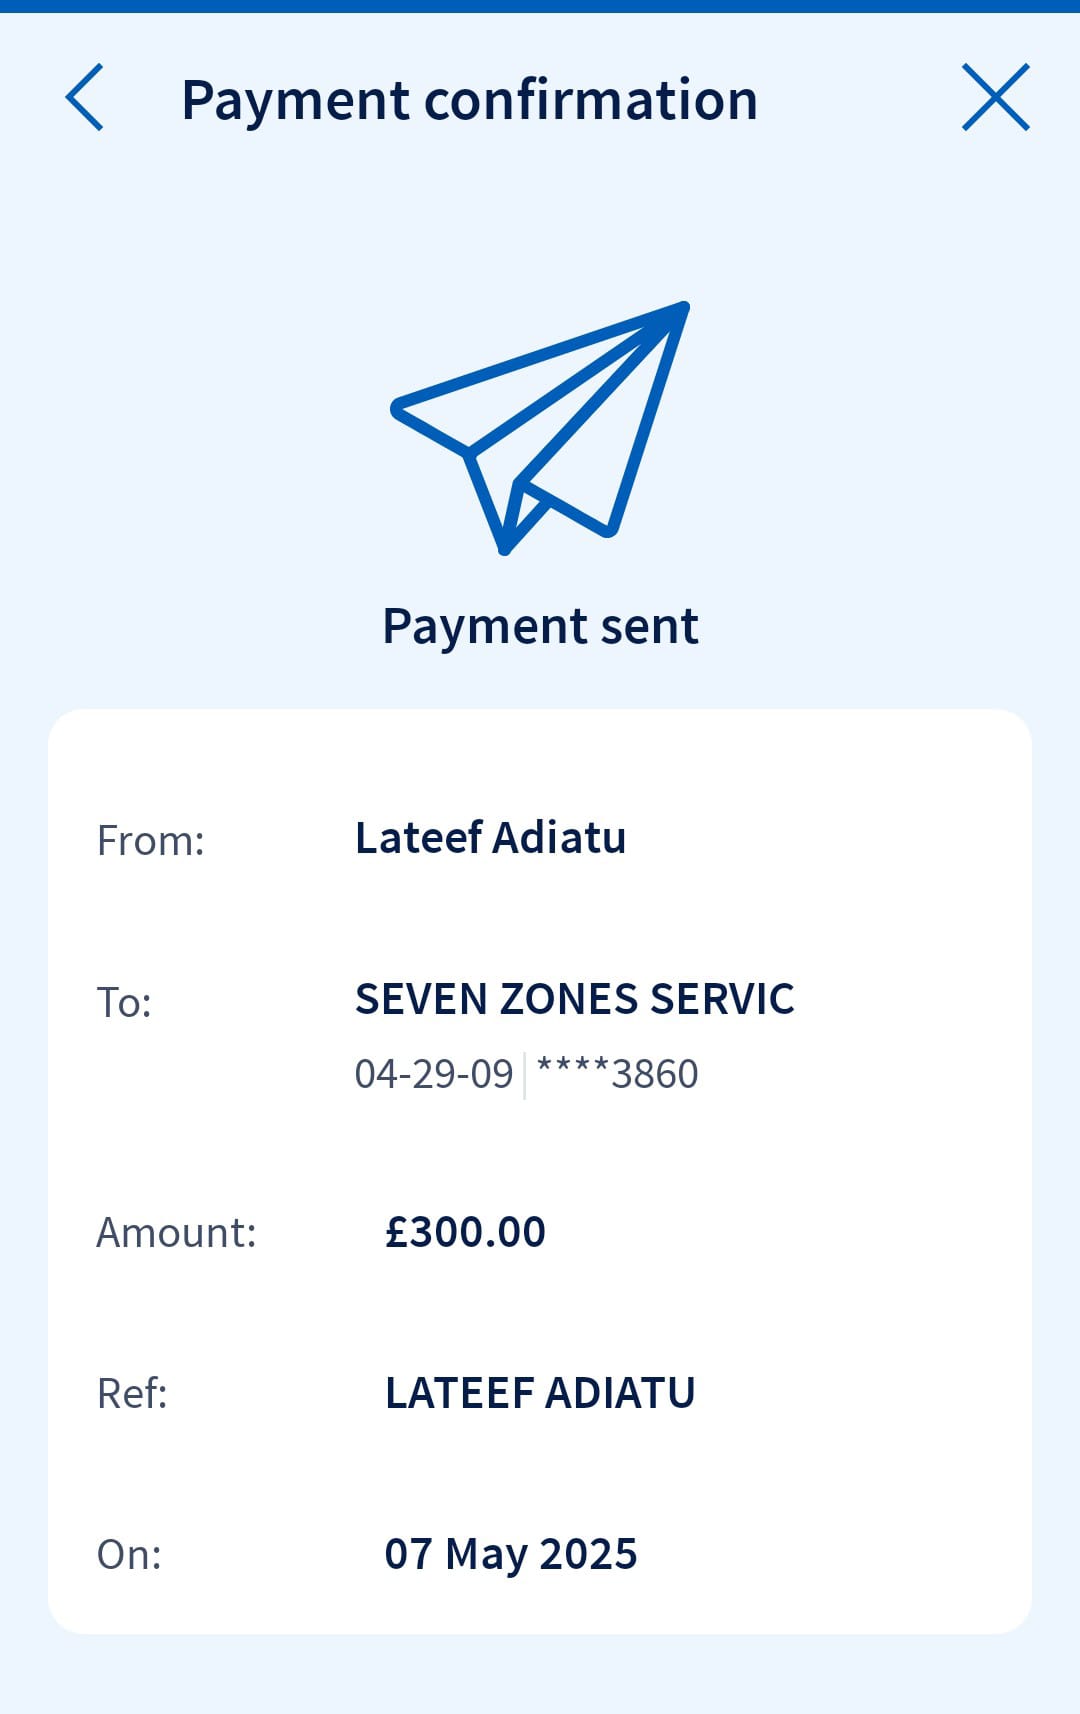 Payment confirmation
Payment sent
From: Lateef Adiatu
To: SEVEN ZONES SERVIC
04-29-09 | ****3860
Amount: £300.00
Ref: LATEEF ADIATU
On: 07 May 2025